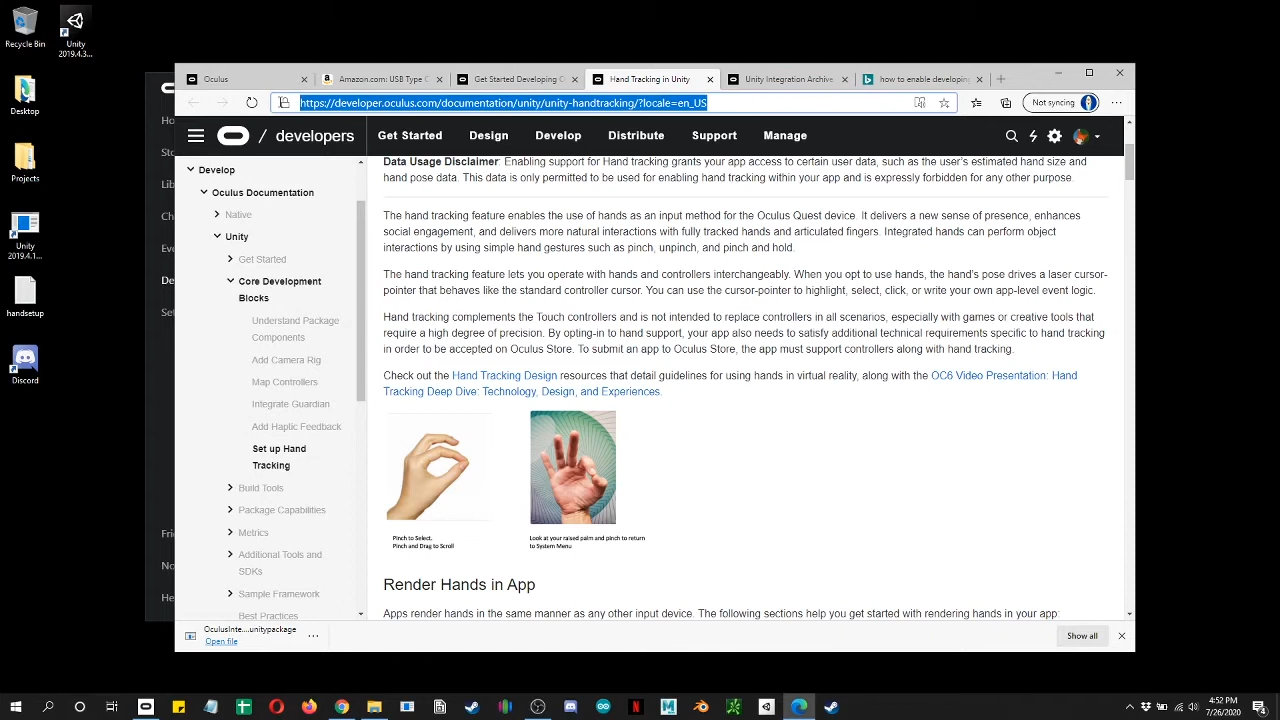 Recycle Bin
Unity
2019.4.3...
Desktop
Projects
Unity
2019.4.1...
handsetup
Discord
Oculus
Amazon.com: USB Type C
Get Started Developing O
Hand Tracking in Unity
Unity Integration Archive
how to enable developing
https://developer.oculus.com/documentation/unity/unity-handtracking/?locale=en_US
Not syncing
/ developers
Get Started
Design
Develop
Distribute
Support
Manage
Ho
Sto
Lib
Ch
Eve
De
Set
Frie
No
He
Develop
Oculus Documentation
Native
Unity
Get Started
Core Development
Blocks
Understand Package
Components
Add Camera Rig
Map Controllers
Integrate Guardian
Add Haptic Feedback
Set up Hand
Tracking
Build Tools
Package Capabilities
Metrics
Additional Tools and
SDKs
Sample Framework
Best Practices
Data Usage Disclaimer: Enabling support for Hand tracking grants your app access to certain user data, such as the user's estimated hand size and
hand pose data. This data is only permitted to be used for enabling hand tracking within your app and is expressly forbidden for any other purpose.
The hand tracking feature enables the use of hands as an input method for the Oculus Quest device. It delivers a new sense of presence, enhances
social engagement, and delivers more natural interactions with fully tracked hands and articulated fingers. Integrated hands can perform object
interactions by using simple hand gestures such as pinch, unpinch, and pinch and hold.
The hand tracking feature lets you operate with hands and controllers interchangeably. When you opt to use hands, the hand's pose drives a laser cursor-
pointer that behaves like the standard controller cursor. You can use the cursor-pointer to highlight, select, click, or write your own app-level event logic.
Hand tracking complements the Touch controllers and is not intended to replace controllers in all scenarios, especially with games or creative tools that
require a high degree of precision. By opting-in to hand support, your app also needs to satisfy additional technical requirements specific to hand tracking
in order to be accepted on Oculus Store. To submit an app to Oculus Store, the app must support controllers along with hand tracking.
Check out the Hand Tracking Design resources that detail guidelines for using hands in virtual reality, along with the OC6 Video Presentation: Hand
Tracking Deep Dive: Technology, Design, and Experiences.
Pinch to Select.
Pinch and Drag to Scroll
Look at your raised palm and pinch to return
to System Menu
Render Hands in App
Apps render hands in the same manner as any other input device. The following sections help you get started with rendering hands in your app:
OculusInte....unitypackage
Open file
Show all
4:52 PM
7/26/2020